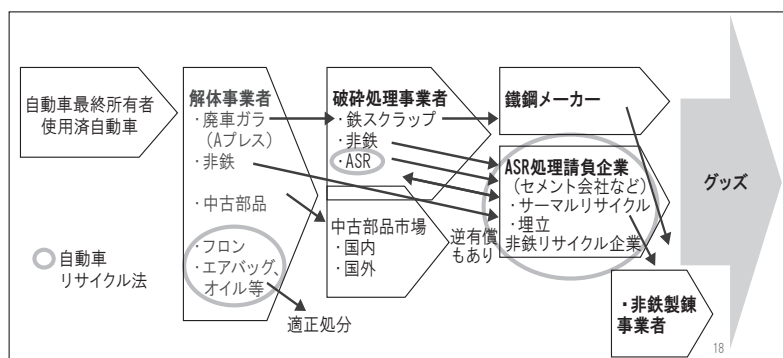 自動車最終所有者
使用済自動車
解体事業者
・廃車ガラ
（Aプレス）
・非鉄
・中古部品
・フロン
・エアバッグ、
オイル等
自動車
リサイクル法
適正処分
破砕処理事業者
・鉄スクラップ
・非鉄
・ASR
中古部品市場
・国内
・国外
逆有償
もあり
鐵鋼メーカー
ASR処理請負企業
（セメント会社など）
・サーマルリサイクル
・埋立
非鉄リサイクル企業
・非鉄製錬
事業者
グッズ
18